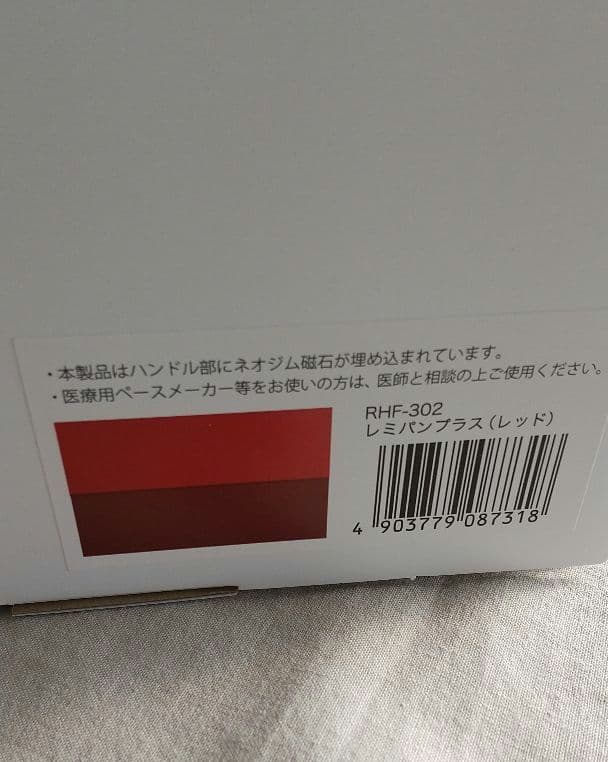 ・本製品はハンドル部にネオジム磁石が埋め込まれています。
・医療用ペースメーカー等をお使いの方は、医師と相談の上ご使用ください。
RHF-302
レミパンプラス（レッド）
4 903779 087318